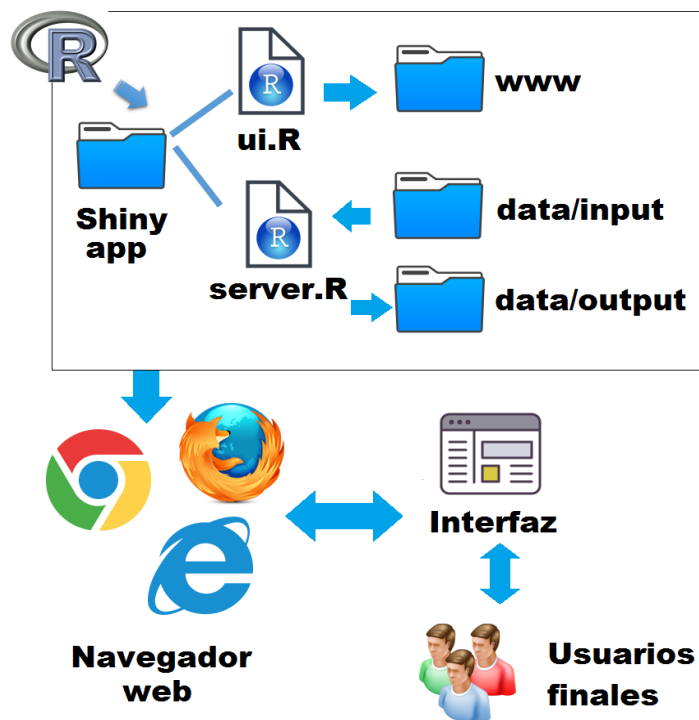 R
R
ui.R
www
Shiny
app
R
server.R
data/input
data/output
Interfaz
Navegador
web
Usuarios
finales